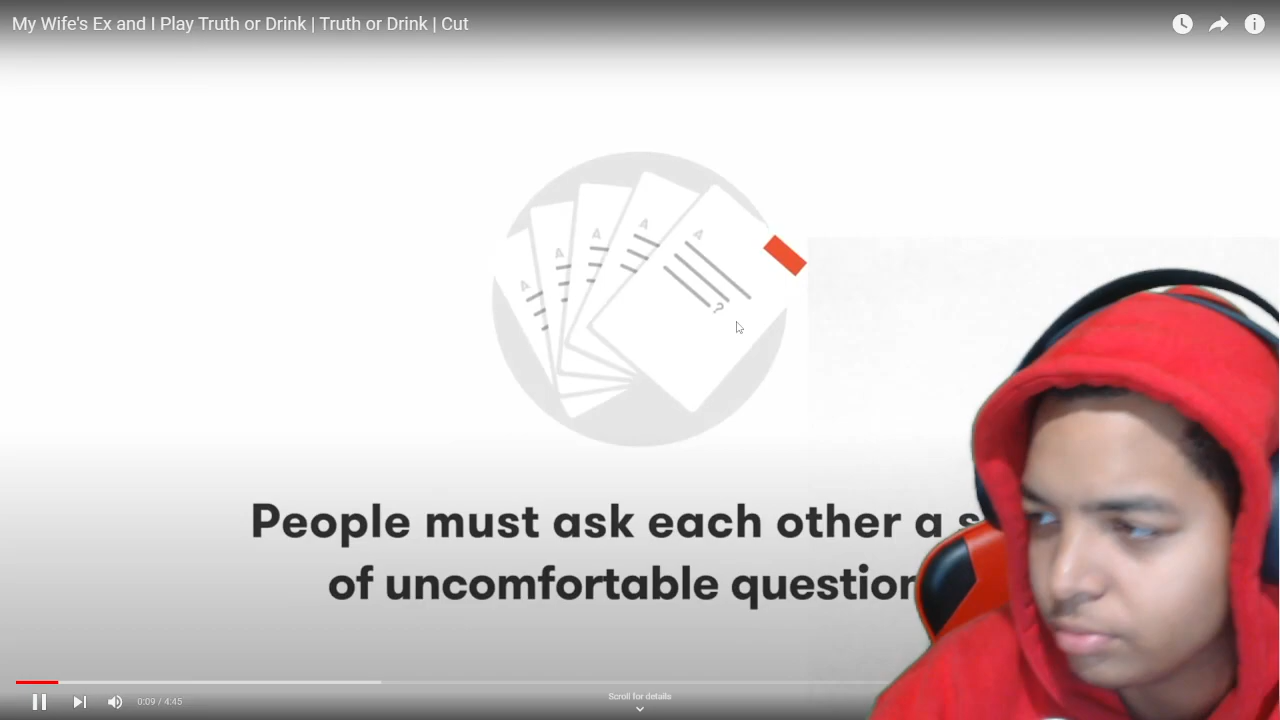 My Wife's Ex and I Play Truth or Drink | Truth or Drink | Cut
A A A A A
?
People must ask each other a s
of uncomfortable question
0:09 / 4:45
Scroll for details